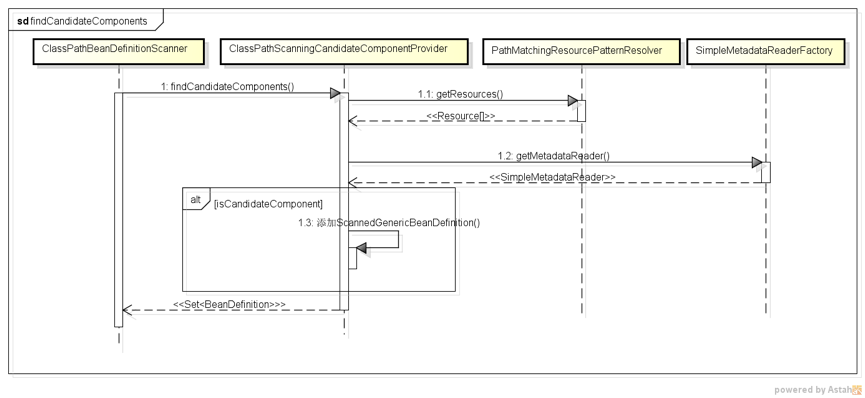 sd findCandidateComponents
ClassPathBeanDefinitionScanner
ClassPathScanningCandidateComponentProvider
PathMatchingResourcePatternResolver
SimpleMetadataReaderFactory
1: findCandidateComponents()
1.1: getResources()
<<Resource[]>>
1.2: getMetadataReader()
<<SimpleMetadataReader>>
alt
[isCandidateComponent]
1.3: 添加ScannedGenericBeanDefinition()
<<Set<BeanDefinition>>>
powered by Astah